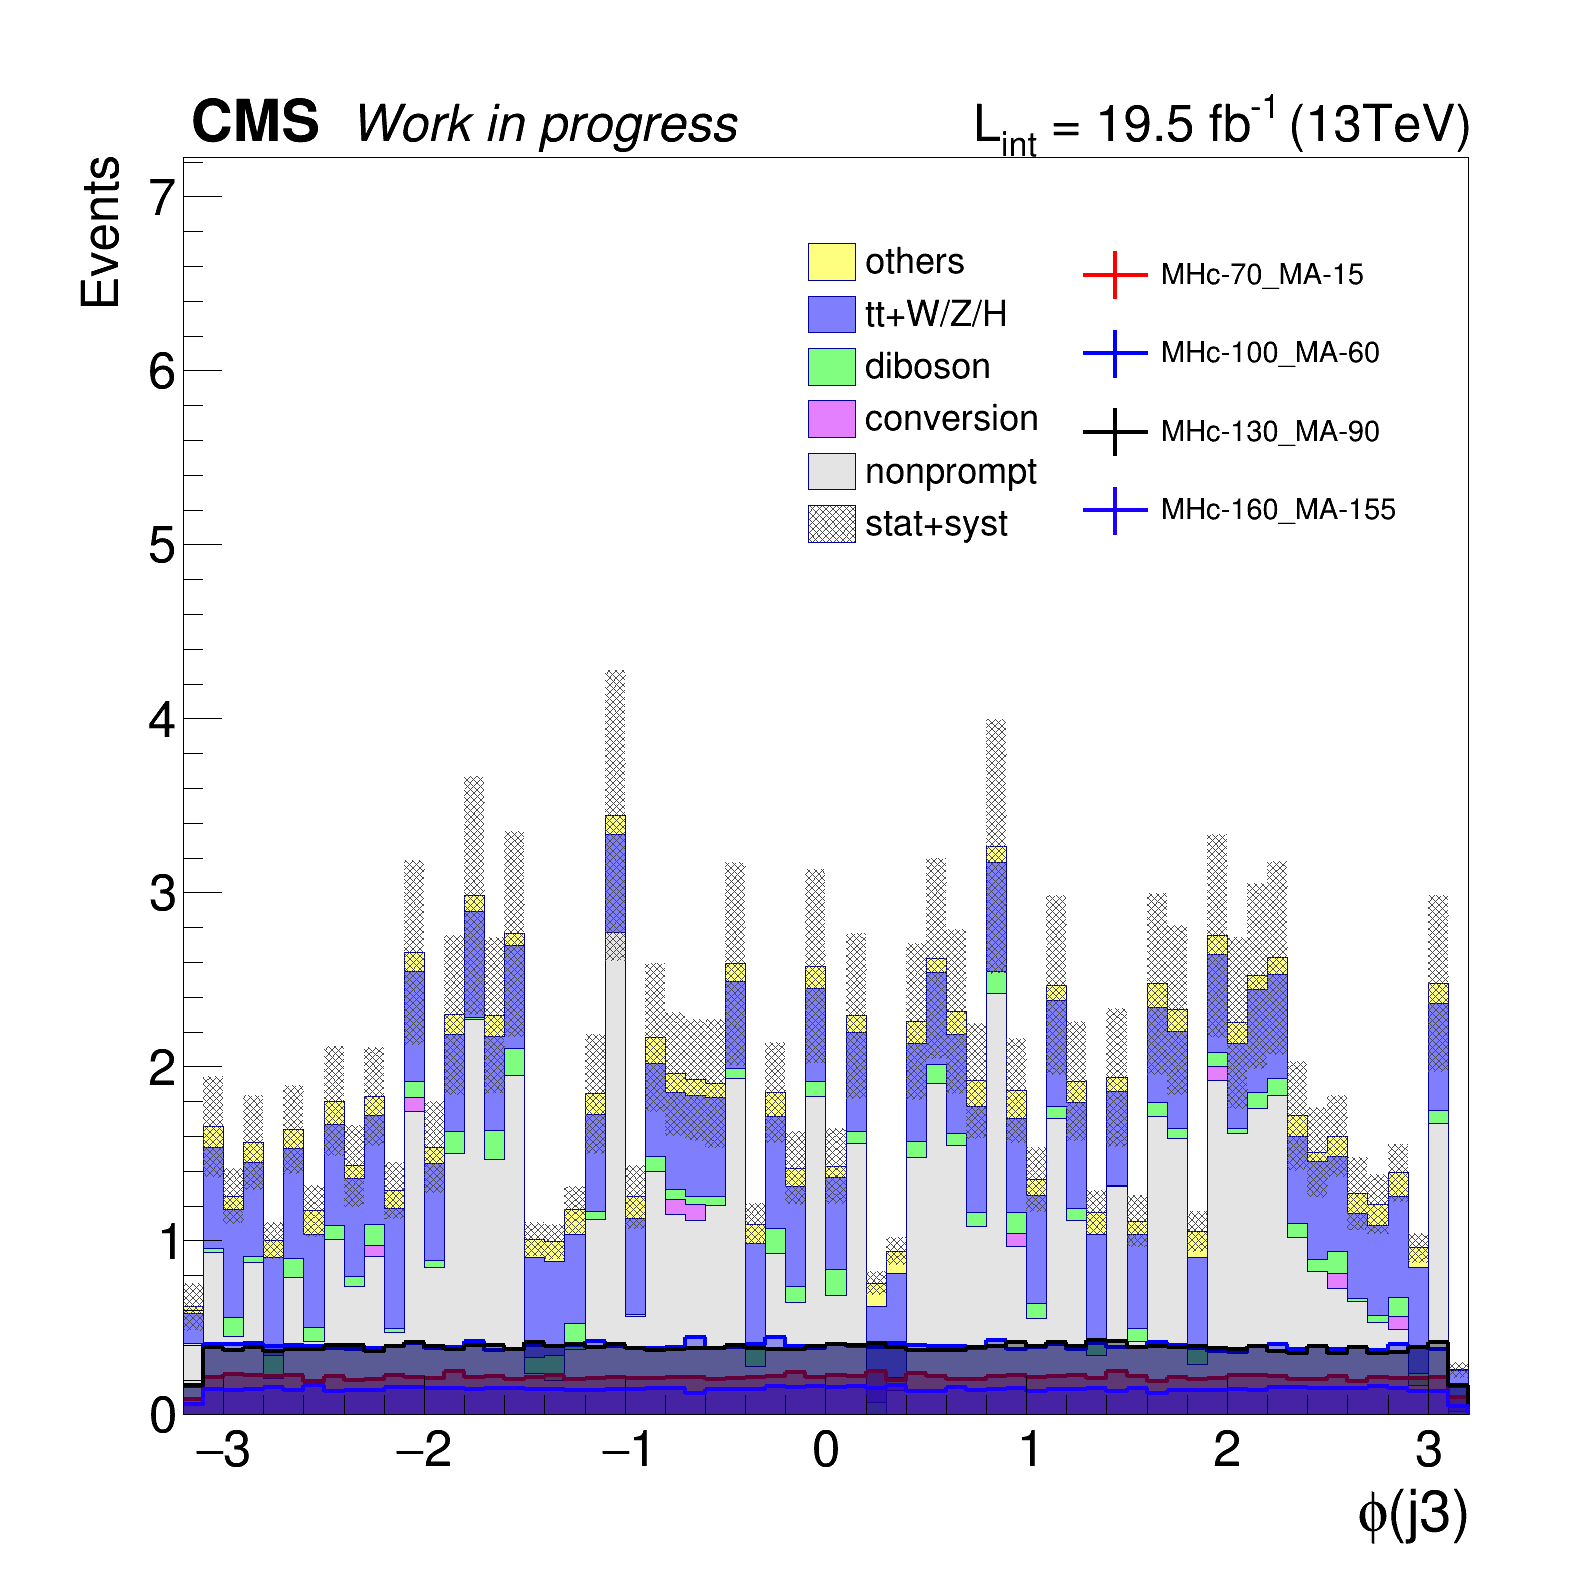 CMS Work in progress L_int = 19.5 fb^-1 (13TeV)
Events
7
6
5
4
3
2
1
0
others
tt+W/Z/H
diboson
conversion
nonprompt
stat+syst
MHc-70_MA-15
MHc-100_MA-60
MHc-130_MA-90
MHc-160_MA-155
−3 −2 −1 0 1 2 3
ϕ(j3)